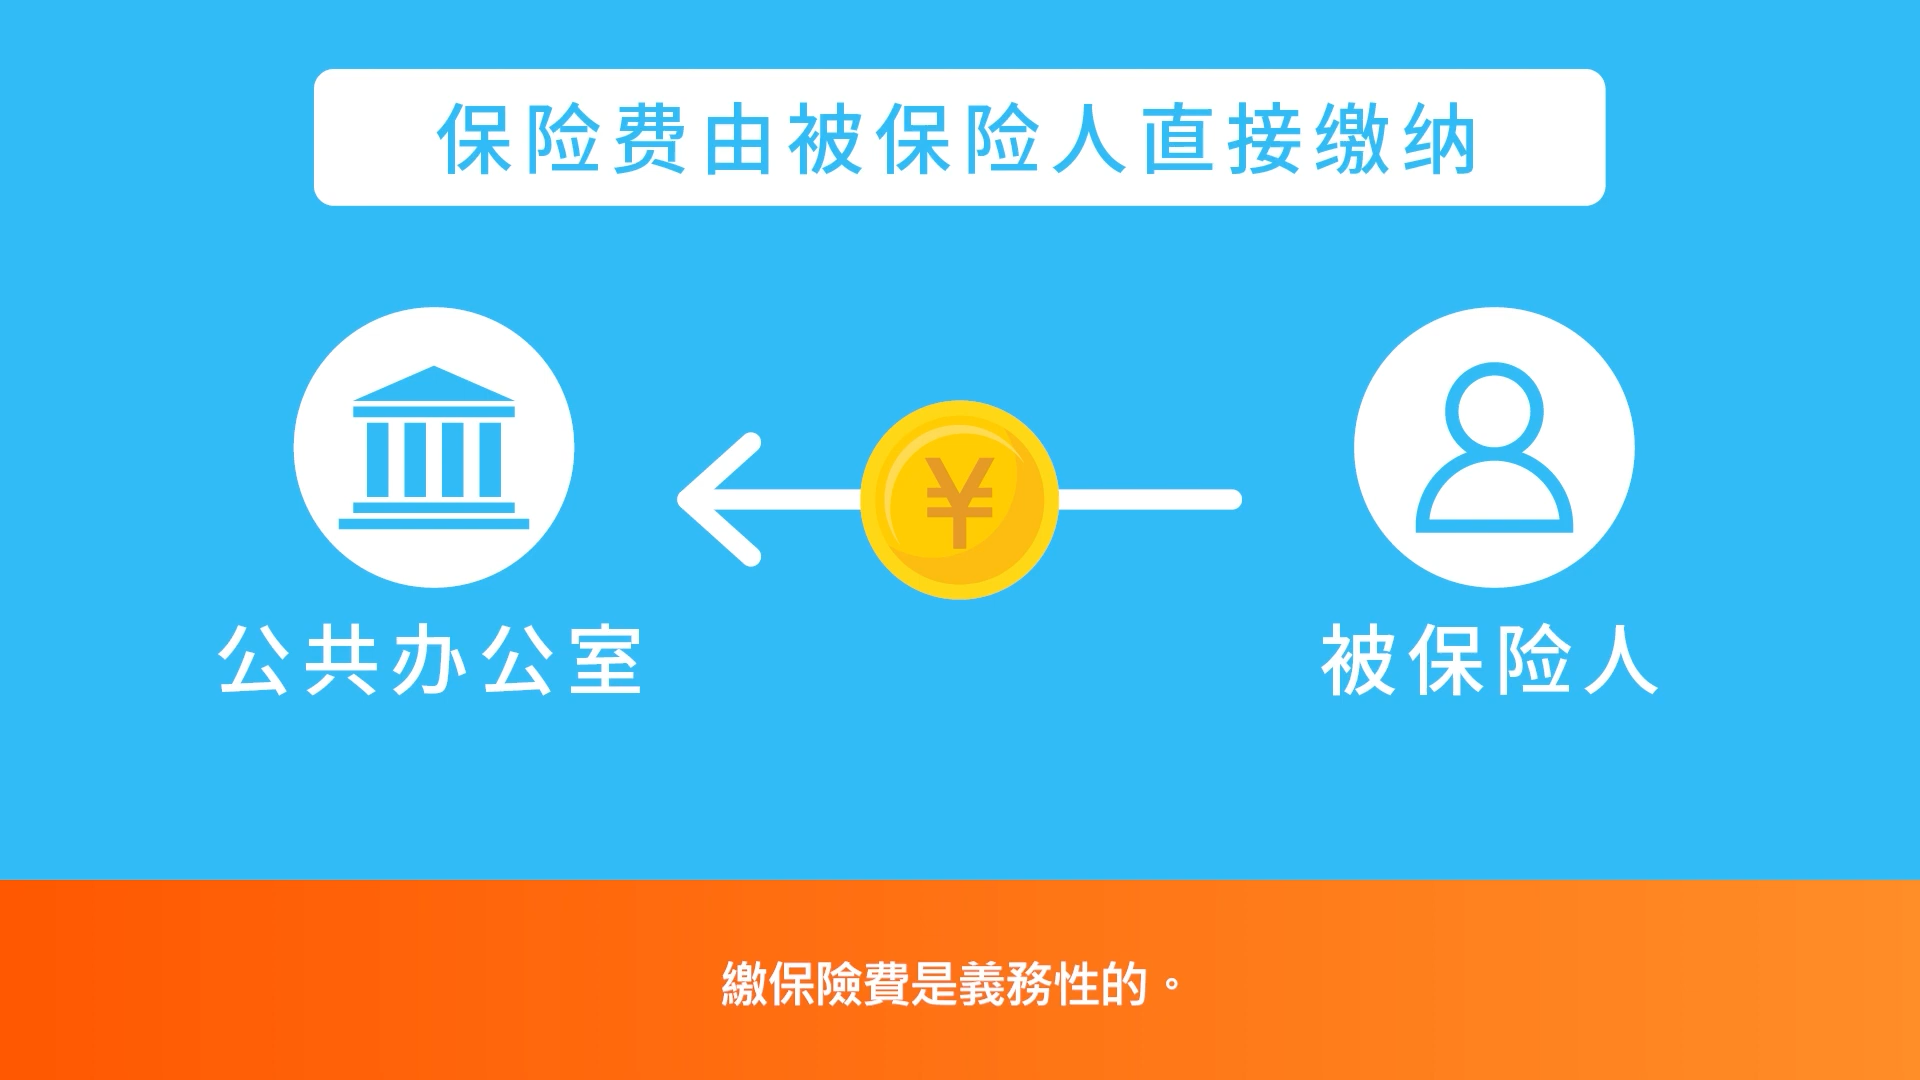 保险费由被保险人直接缴纳
¥
公共办公室
被保险人
繳保險費是義務性的。